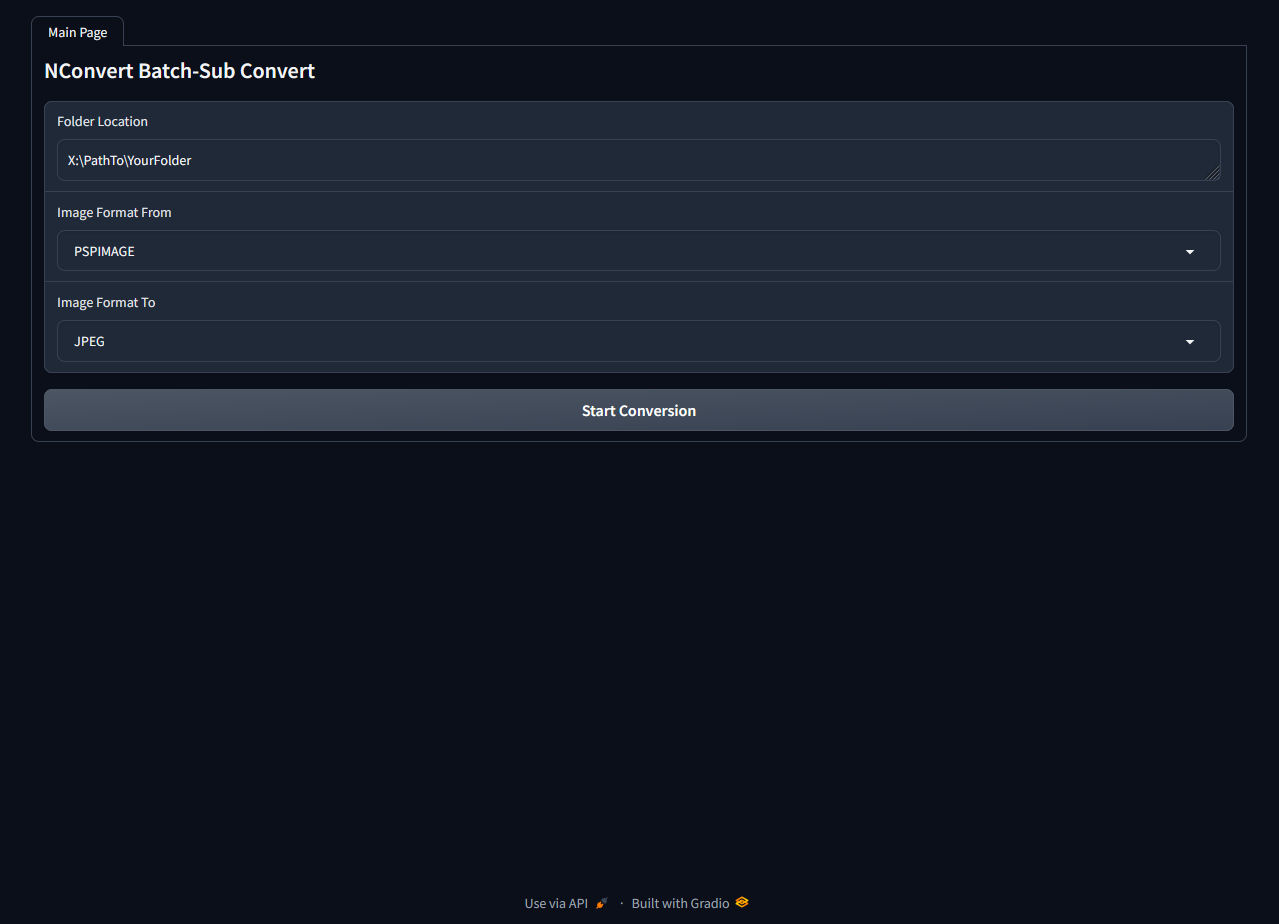 Main Page
NConvert Batch-Sub Convert
Folder Location
X:\PathTo\YourFolder
Image Format From
PSPIMAGE
Image Format To
JPEG
Start Conversion
Use via API · Built with Gradio